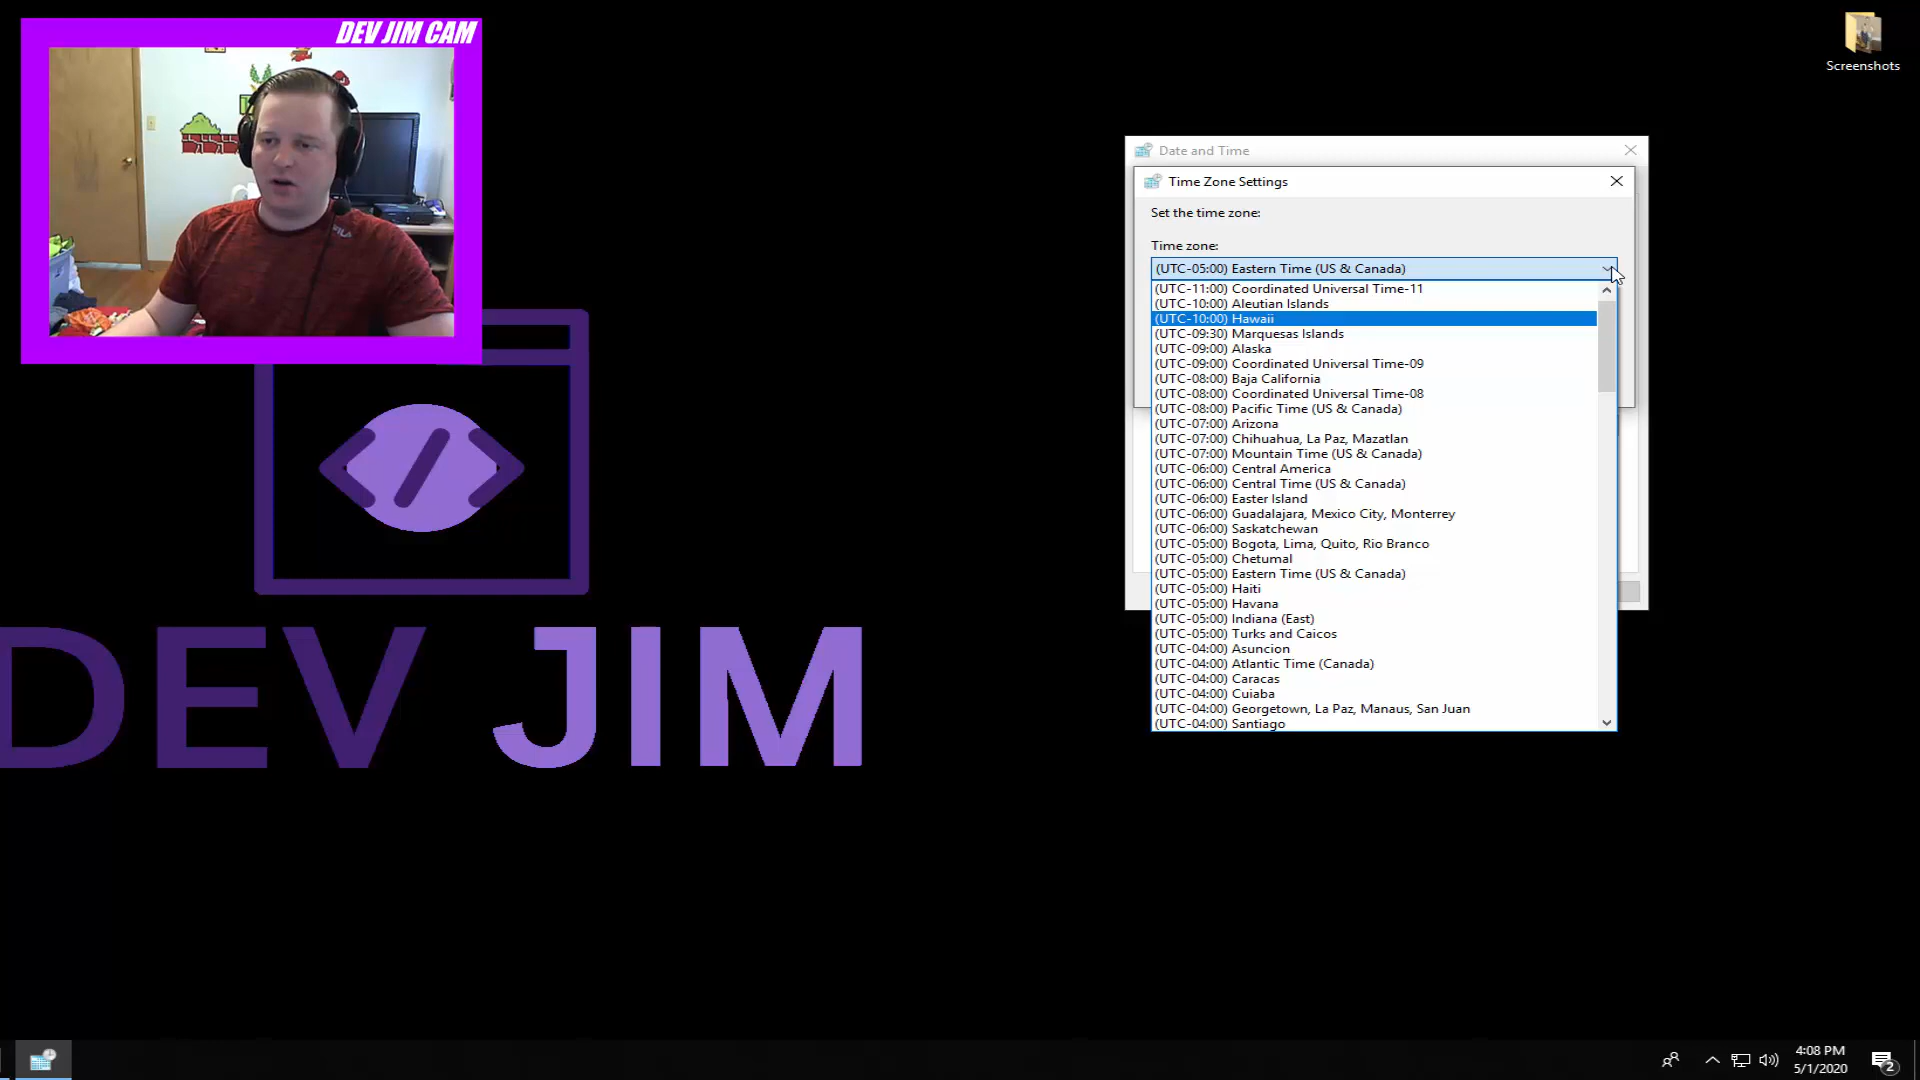 DEV JIM CAM
FILA
DEV JIM
Screenshots
Date and Time
Time Zone Settings
Set the time zone:
Time zone:
(UTC-05:00) Eastern Time (US & Canada)
(UTC-11:00) Coordinated Universal Time-11
(UTC-10:00) Aleutian Islands
(UTC-10:00) Hawaii
(UTC-09:30) Marquesas Islands
(UTC-09:00) Alaska
(UTC-09:00) Coordinated Universal Time-09
(UTC-08:00) Baja California
(UTC-08:00) Coordinated Universal Time-08
(UTC-08:00) Pacific Time (US & Canada)
(UTC-07:00) Arizona
(UTC-07:00) Chihuahua, La Paz, Mazatlan
(UTC-07:00) Mountain Time (US & Canada)
(UTC-06:00) Central America
(UTC-06:00) Central Time (US & Canada)
(UTC-06:00) Easter Island
(UTC-06:00) Guadalajara, Mexico City, Monterrey
(UTC-06:00) Saskatchewan
(UTC-05:00) Bogota, Lima, Quito, Rio Branco
(UTC-05:00) Chetumal
(UTC-05:00) Eastern Time (US & Canada)
(UTC-05:00) Haiti
(UTC-05:00) Havana
(UTC-05:00) Indiana (East)
(UTC-05:00) Turks and Caicos
(UTC-04:00) Asuncion
(UTC-04:00) Atlantic Time (Canada)
(UTC-04:00) Caracas
(UTC-04:00) Cuiaba
(UTC-04:00) Georgetown, La Paz, Manaus, San Juan
(UTC-04:00) Santiago
4:08 PM
5/1/2020
2